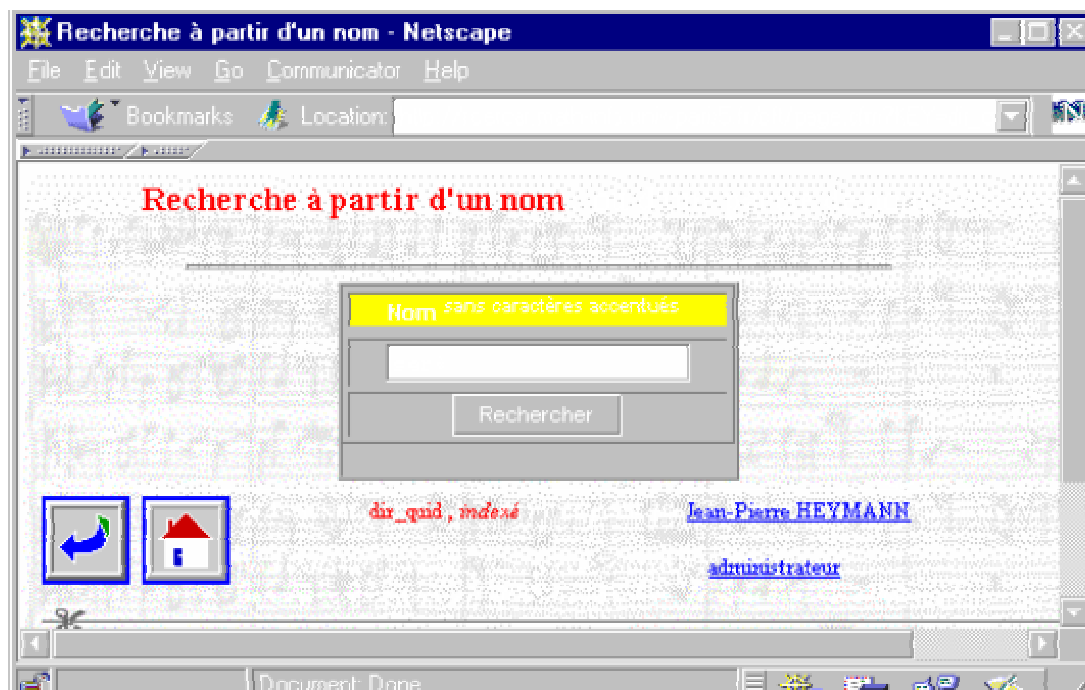 Recherche à partir d'un nom - Netscape
File Edit View Go Communicator Help
Bookmarks Location:
Recherche à partir d'un nom
Nom sans caractères accentués
Rechercher
dir_quid, indexé
Jean-Pierre HEYMANN
administrateur
Document: Done